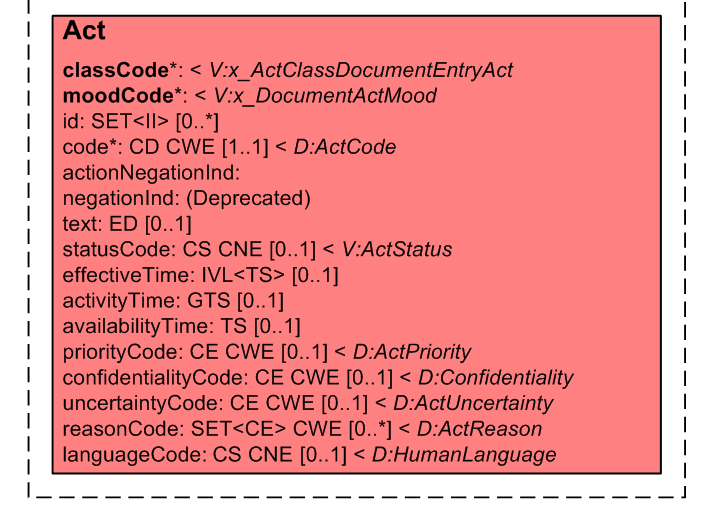 Act
classCode*: < V:x_ActClassDocumentEntryAct
moodCode*: < V:x_DocumentActMood
id: SET<II> [0..*]
code*: CD CWE [1..1] < D:ActCode
actionNegationInd:
negationInd: (Deprecated)
text: ED [0..1]
statusCode: CS CNE [0..1] < V:ActStatus
effectiveTime: IVL<TS> [0..1]
activityTime: GTS [0..1]
availabilityTime: TS [0..1]
priorityCode: CE CWE [0..1] < D:ActPriority
confidentialityCode: CE CWE [0..1] < D:Confidentiality
uncertaintyCode: CE CWE [0..1] < D:ActUncertainty
reasonCode: SET<CE> CWE [0..*] < D:ActReason
languageCode: CS CNE [0..1] < D:HumanLanguage